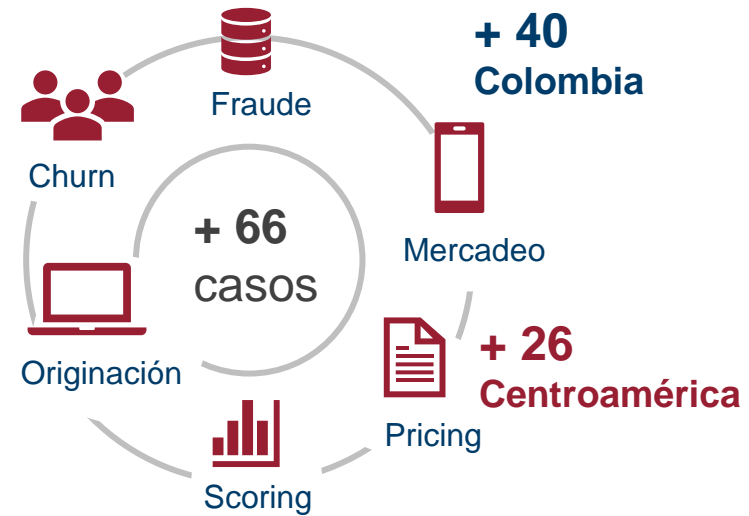 + 40
Colombia
Fraude
Churn
+ 66
casos
Mercadeo
Originación
+ 26
Centroamérica
Pricing
Scoring